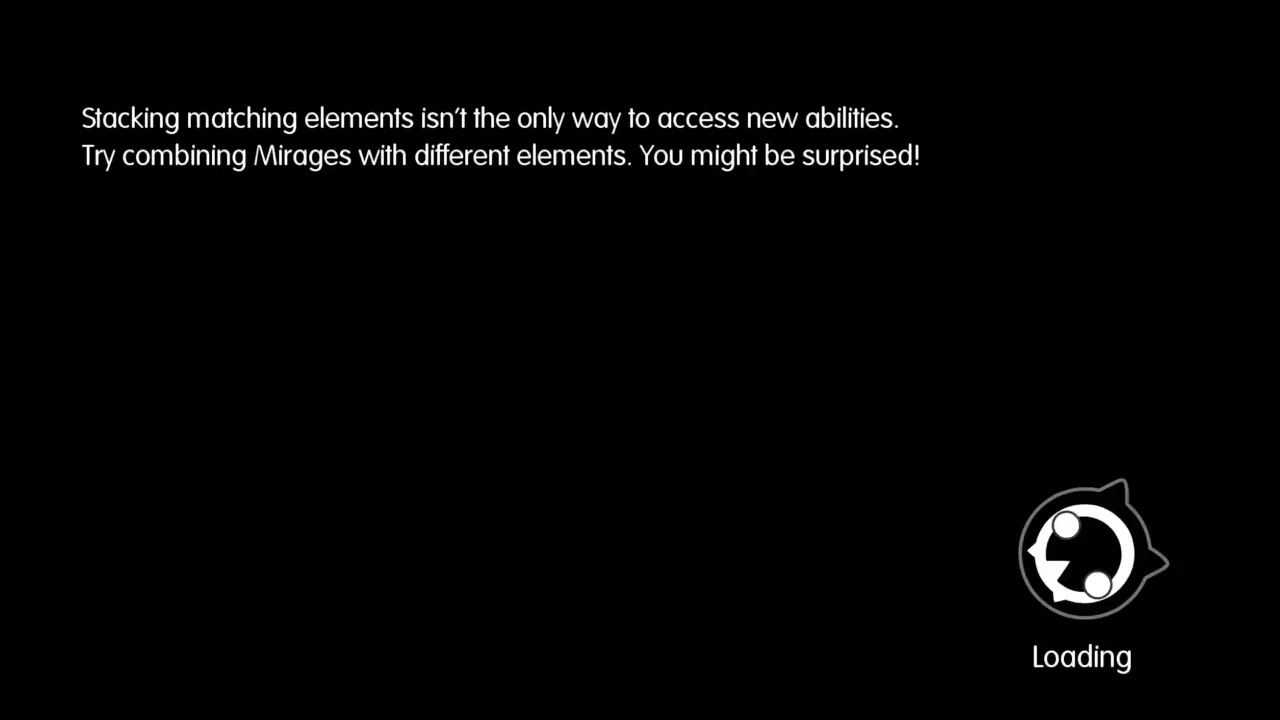 Stacking matching elements isn't the only way to access new abilities.
Try combining Mirages with different elements. You might be surprised!
Loading